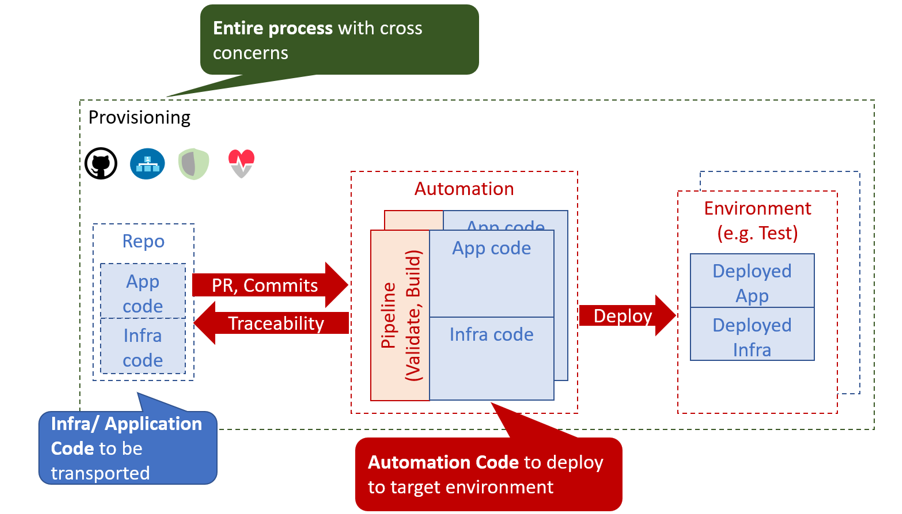 Entire process with cross
concerns
Provisioning
Automation
Environment
(e.g. Test)
Repo
App code
App code
Infra code
Pipeline
(Validate, Build)
App
code
Infra
code
PR, Commits
Traceability
Deploy
Deployed
App
Deployed
Infra
Infra/ Application
Code to be
transported
Automation Code to deploy
to target environment